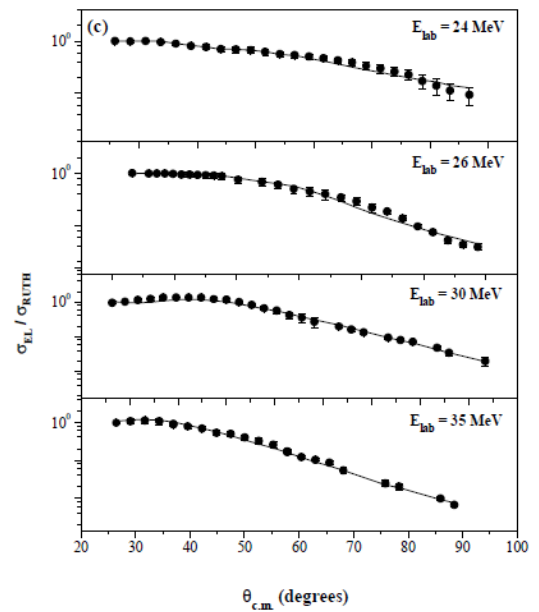 (c)
E_lab = 24 MeV
10^0
E_lab = 26 MeV
10^0
E_lab = 30 MeV
10^0
E_lab = 35 MeV
10^0
σ_EL / σ_RUTH
20 30 40 50 60 70 80 90 100
θ_c.m. (degrees)